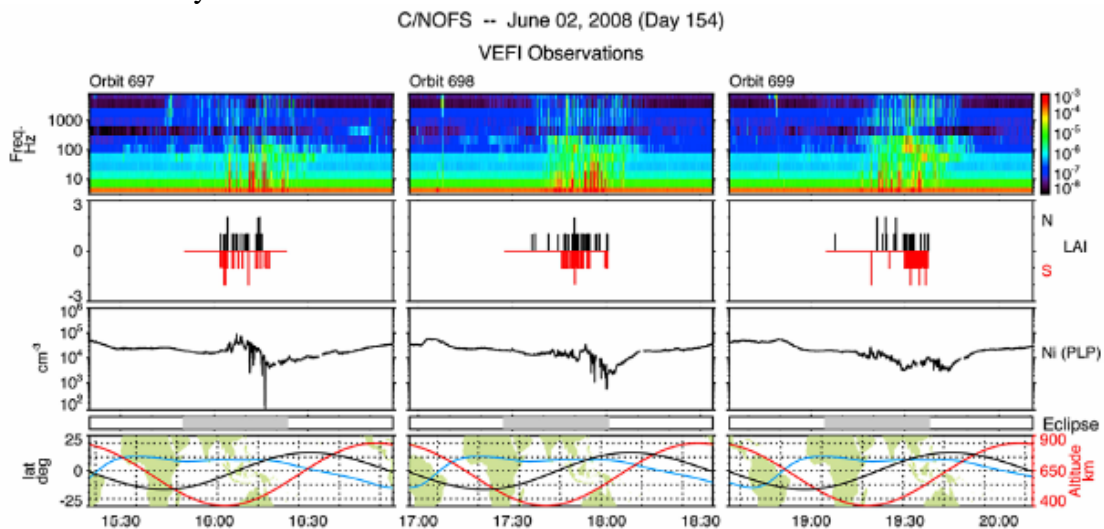 C/NOFS -- June 02, 2008 (Day 154)
VEFI Observations
Orbit 697 Orbit 698 Orbit 699
Freq. Hz
1000
100
10
10-3
10-4
10-5
10-6
10-7
10-8
3
0
-3
N
LAI
S
cm-3
106
105
104
103
102
Ni (PLP)
Eclipse
lat deg
25
0
-25
900
650
400
Altitude km
15:30 16:00 16:30 17:00 17:30 18:00 18:30 19:00 19:30 20:00